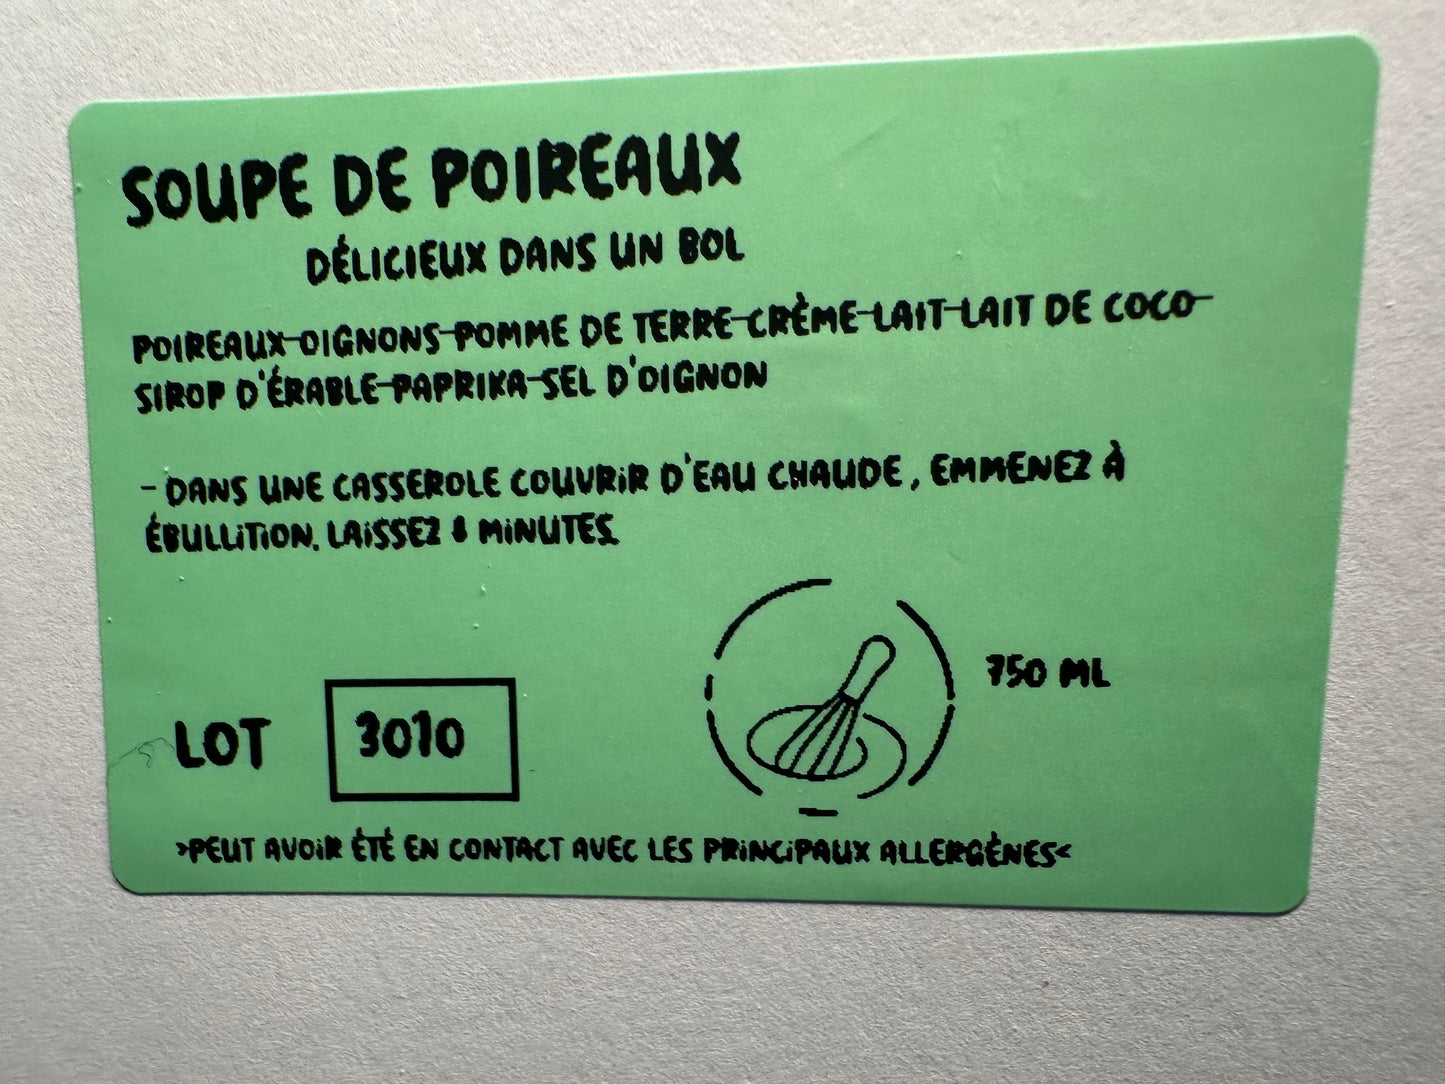 SOUPE DE POIREAUX
DÉLICIEUX DANS UN BOL
POIREAUX-OIGNONS-POMME DE TERRE-CRÈME-LAIT-LAIT DE COCO-
SIROP D'ÉRABLE-PAPRIKA-SEL D'OIGNON
- DANS UNE CASSEROLE COUVRIR D'EAU CHAUDE, EMMENEZ À
ÉBULLITION. LAISSEZ 8 MINUTES.
750 ML
LOT 3010
>PEUT AVOIR ÉTÉ EN CONTACT AVEC LES PRINCIPAUX ALLERGÈNES<